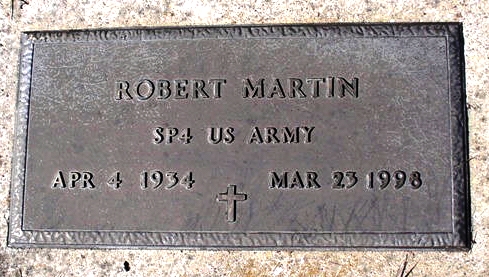 ROBERT MARTIN
SP4 US ARMY
APR 4 1934 MAR 23 1998